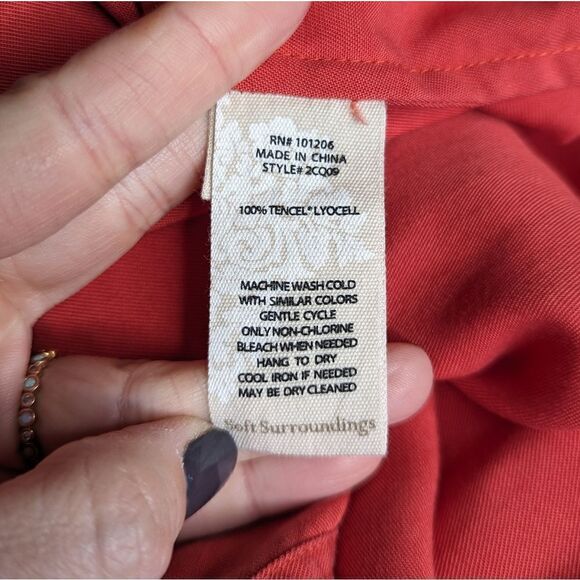 RN# 101206
MADE IN CHINA
STYLE# 2CQ09
100% TENCEL® LYOCELL
MACHINE WASH COLD
WITH SIMILAR COLORS
GENTLE CYCLE
ONLY NON-CHLORINE
BLEACH WHEN NEEDED
HANG TO DRY
COOL IRON IF NEEDED
MAY BE DRY CLEANED
Soft Surroundings